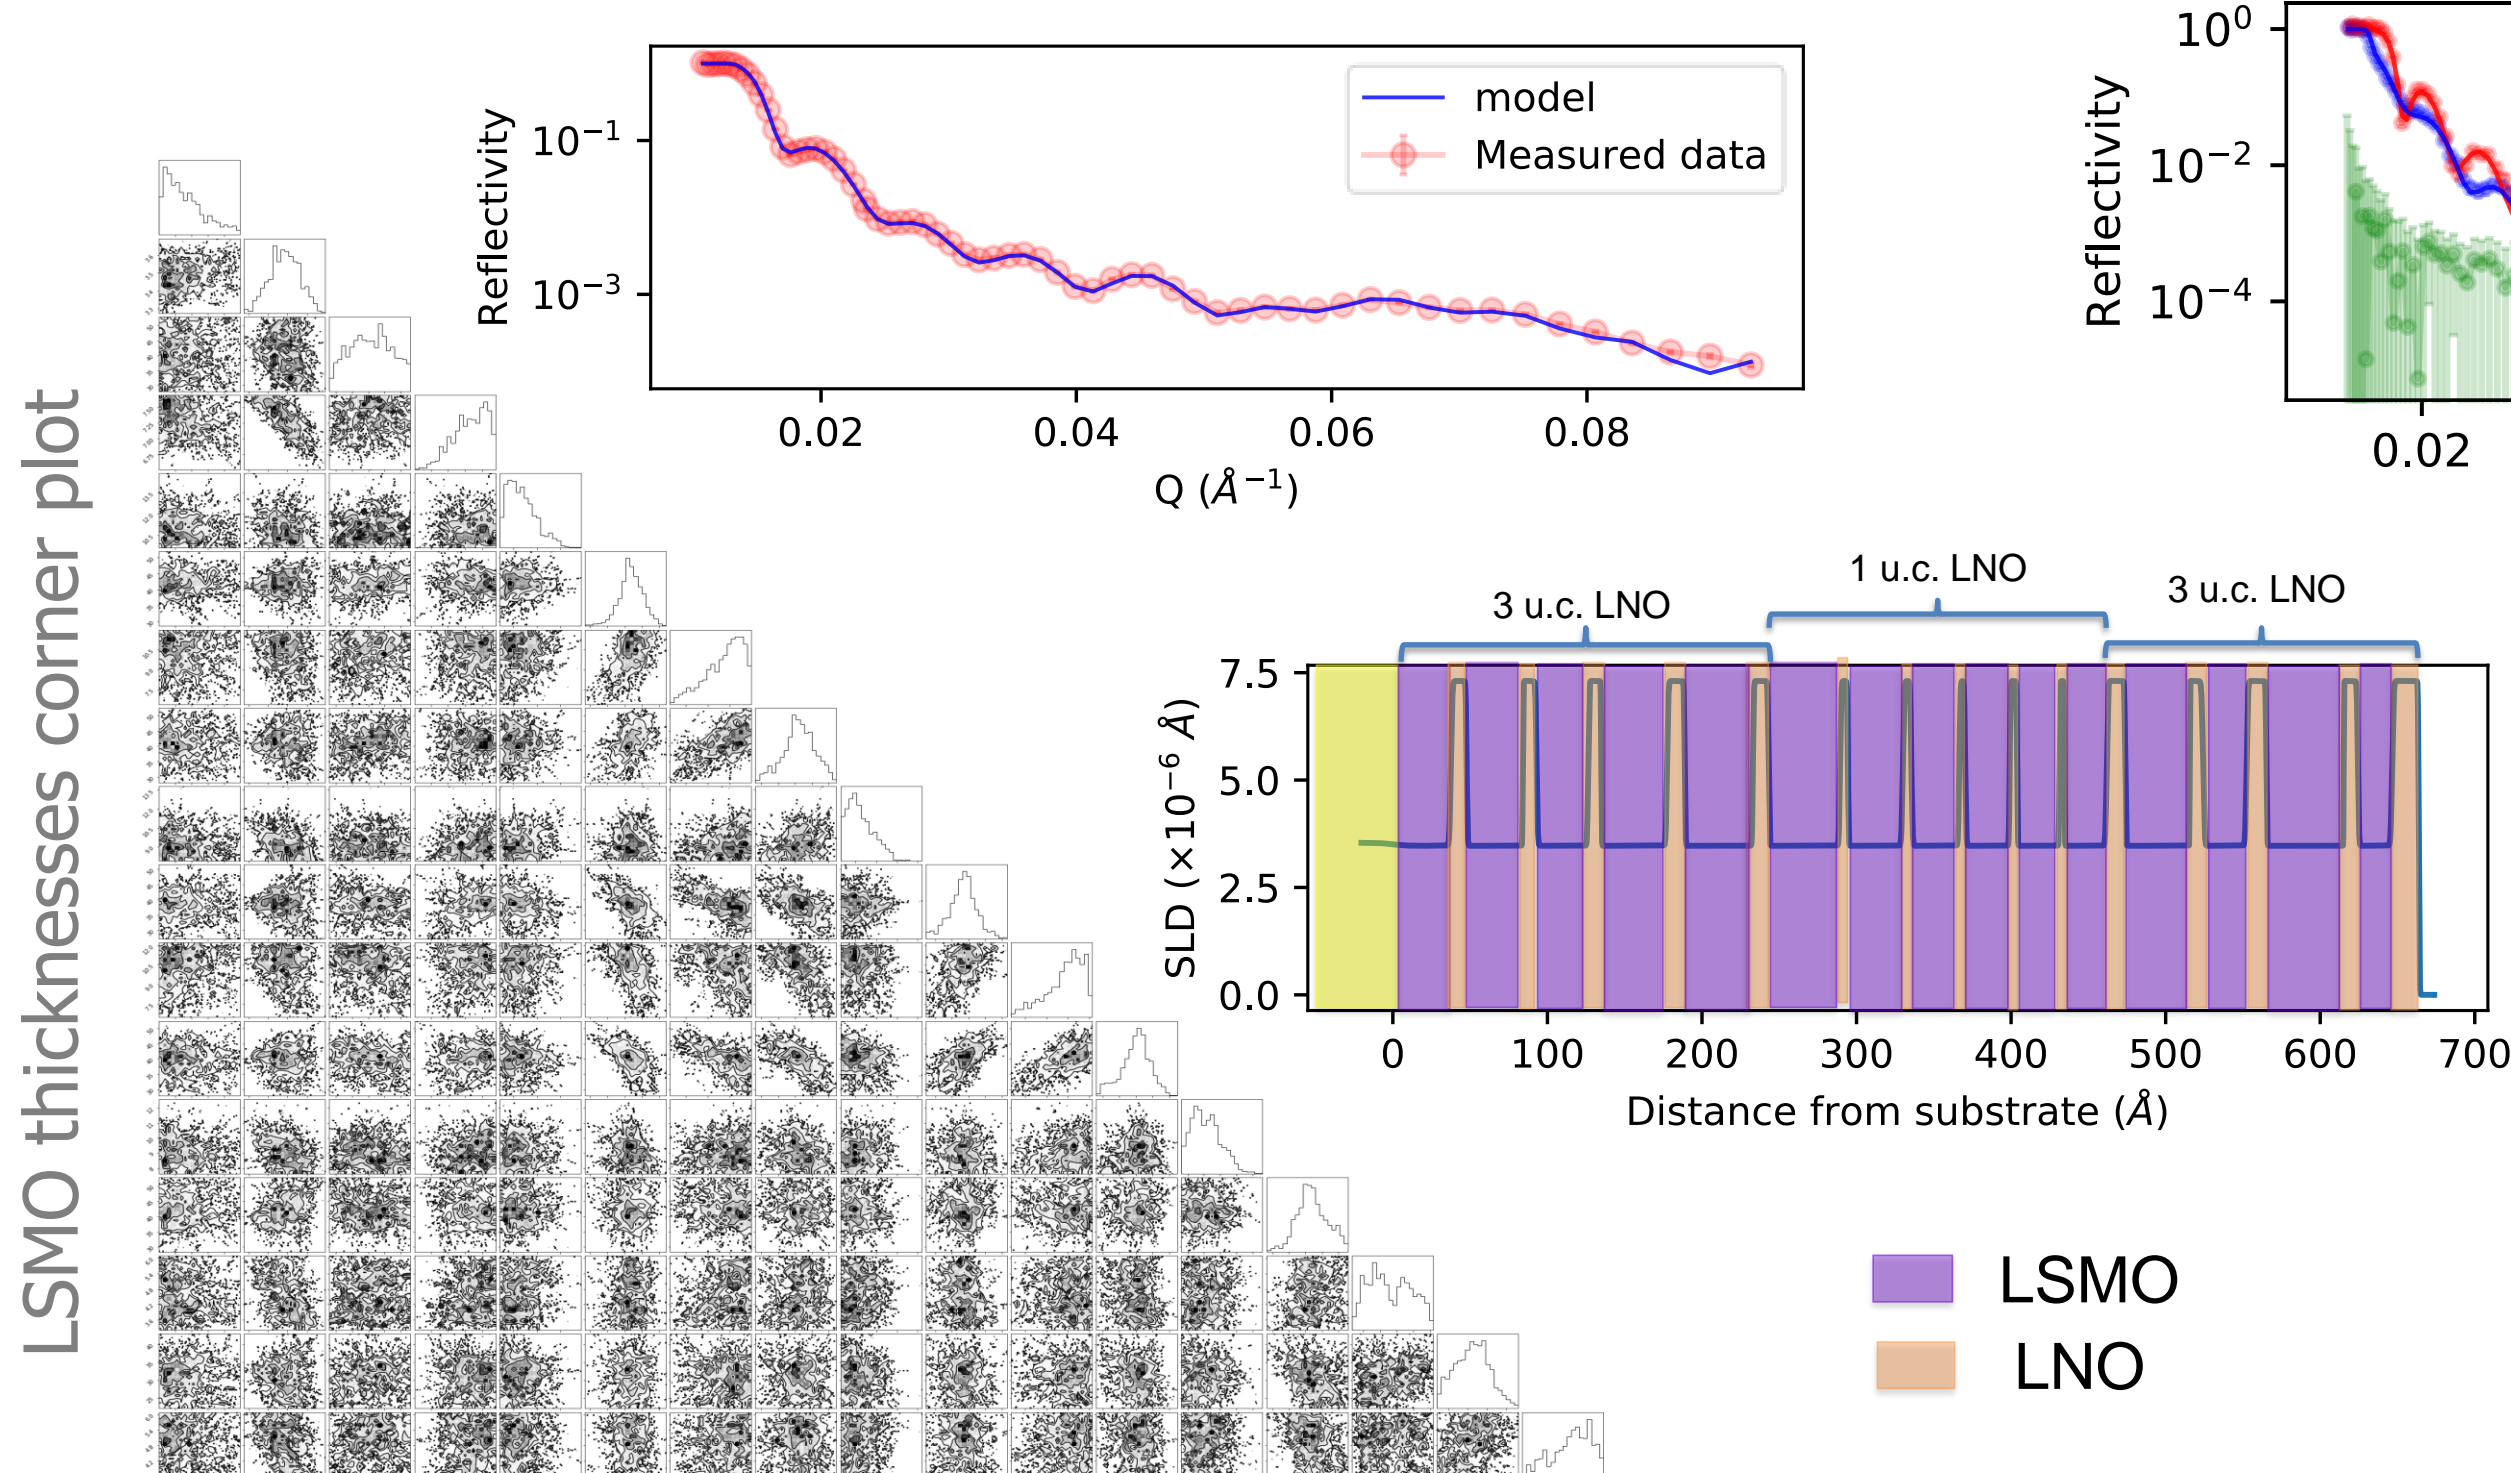 LSMO thicknesses corner plot
Reflectivity
10⁻¹
10⁻³
model
Measured data
0.02
0.04
0.06
0.08
Q (Å⁻¹)
Reflectivity
10⁰
10⁻²
10⁻⁴
0.02
3 u.c. LNO
1 u.c. LNO
3 u.c. LNO
SLD (×10⁻⁶ Å)
7.5
5.0
2.5
0.0
0
100
200
300
400
500
600
700
Distance from substrate (Å)
LSMO
LNO